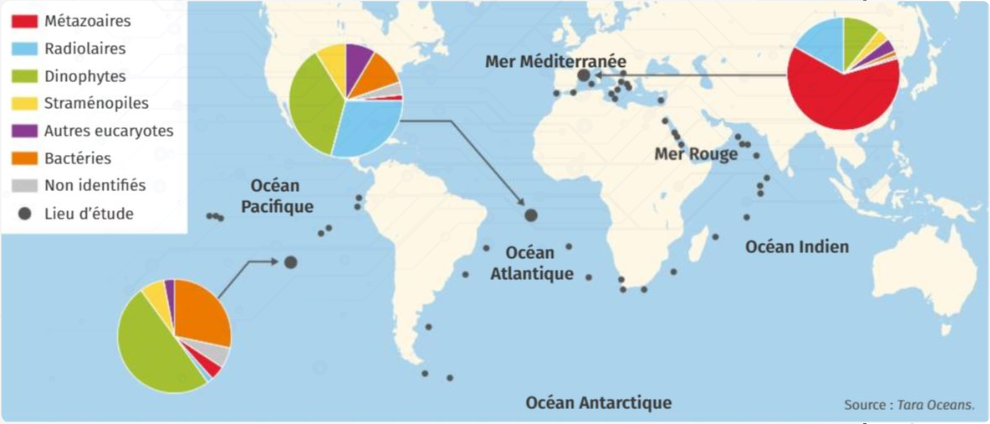 Métazoaires
Radiolaires
Dinophytes
Straménopiles
Autres eucaryotes
Bactéries
Non identifiés
Lieu d'étude
Mer Méditerranée
Mer Rouge
Océan
Pacifique
Océan
Atlantique
Océan Indien
Océan Antarctique
Source : Tara Oceans.